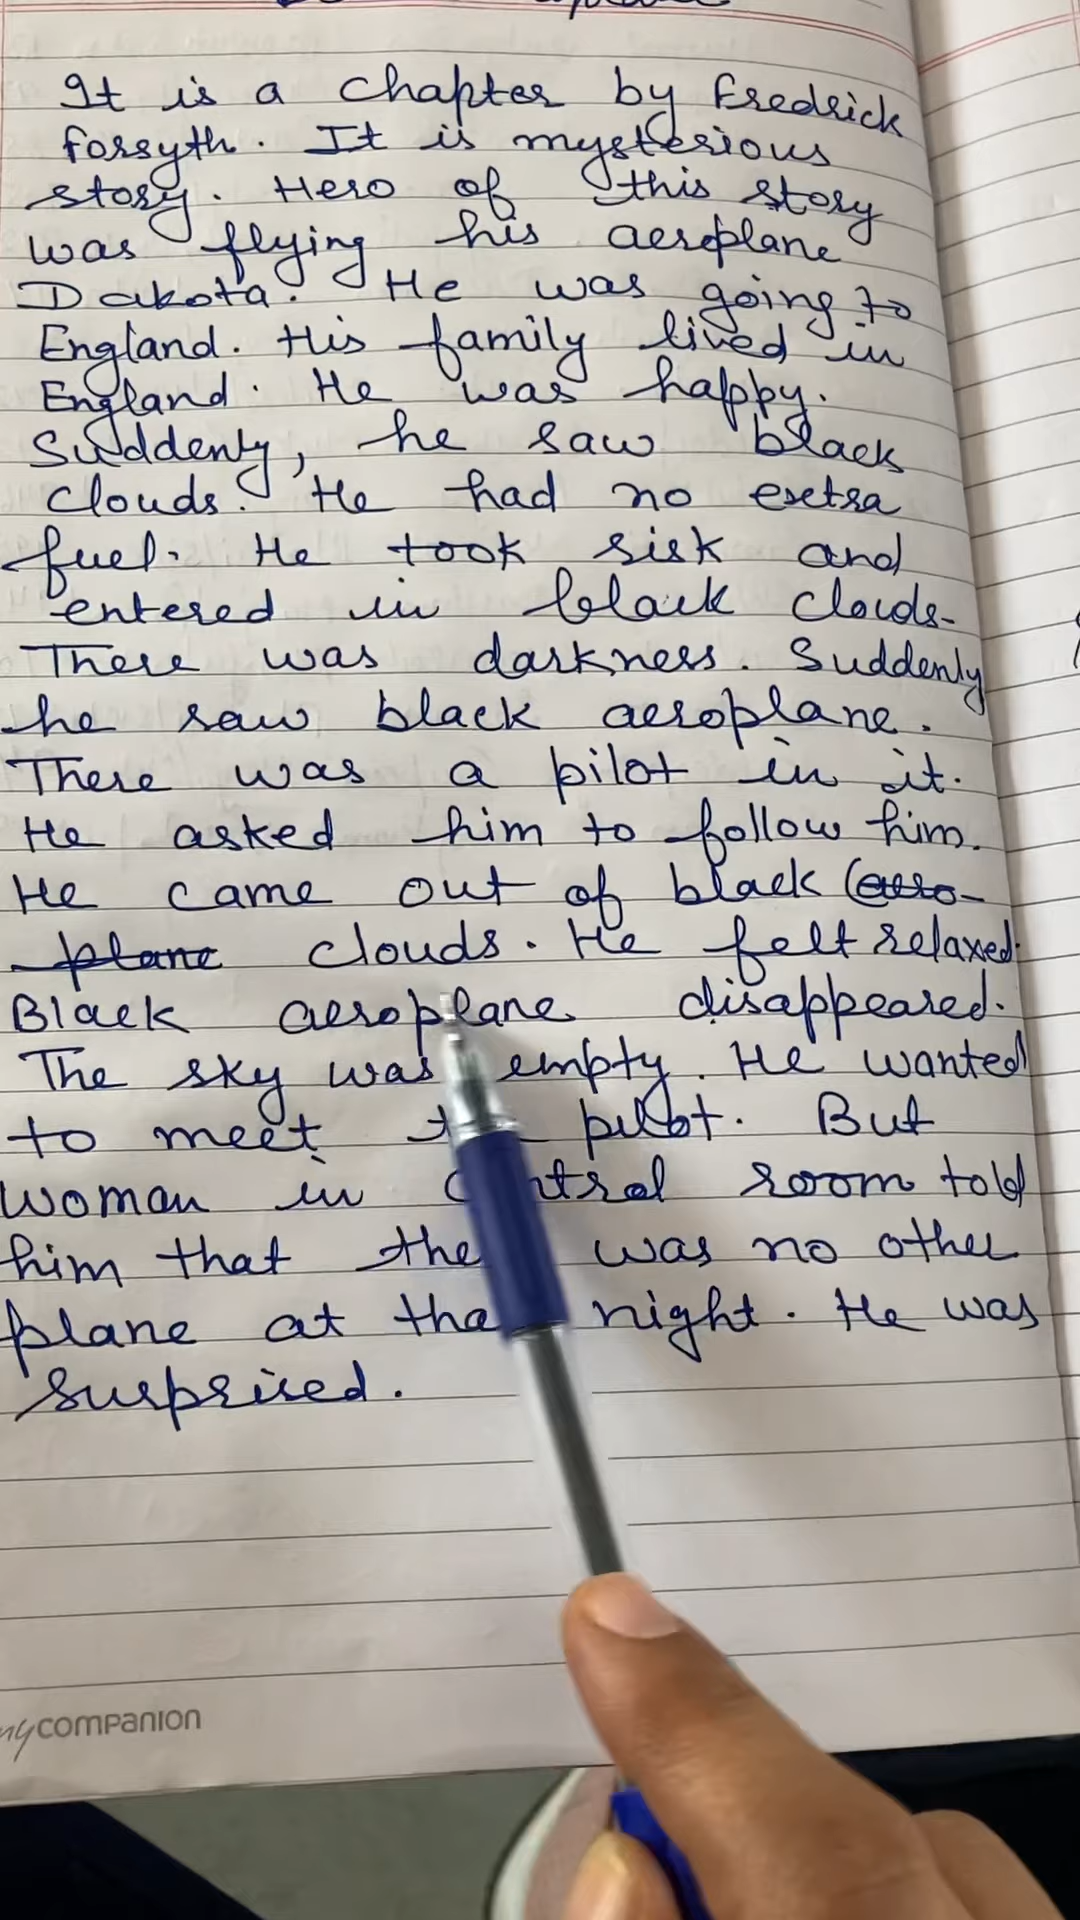 It is a chapter by Fredrick
Forsyth. It is mysterious
story. Hero of this story
was flying his aeroplane
Dakota. He was going to
England. His family lived in
England. He was happy.
Suddenly, he saw black
clouds. He had no extra
fuel. He took risk and
entered in black clouds.
There was darkness. Suddenly
he saw black aeroplane.
There was a pilot in it.
He asked him to follow him.
He came out of black (aero-
plane clouds. He felt relaxed.
Black aeroplane disappeared.
The sky was empty. He wanted
to meet pilot. But
woman in room told
him that was no other
plane at night. He was
surprised.
mycompanion